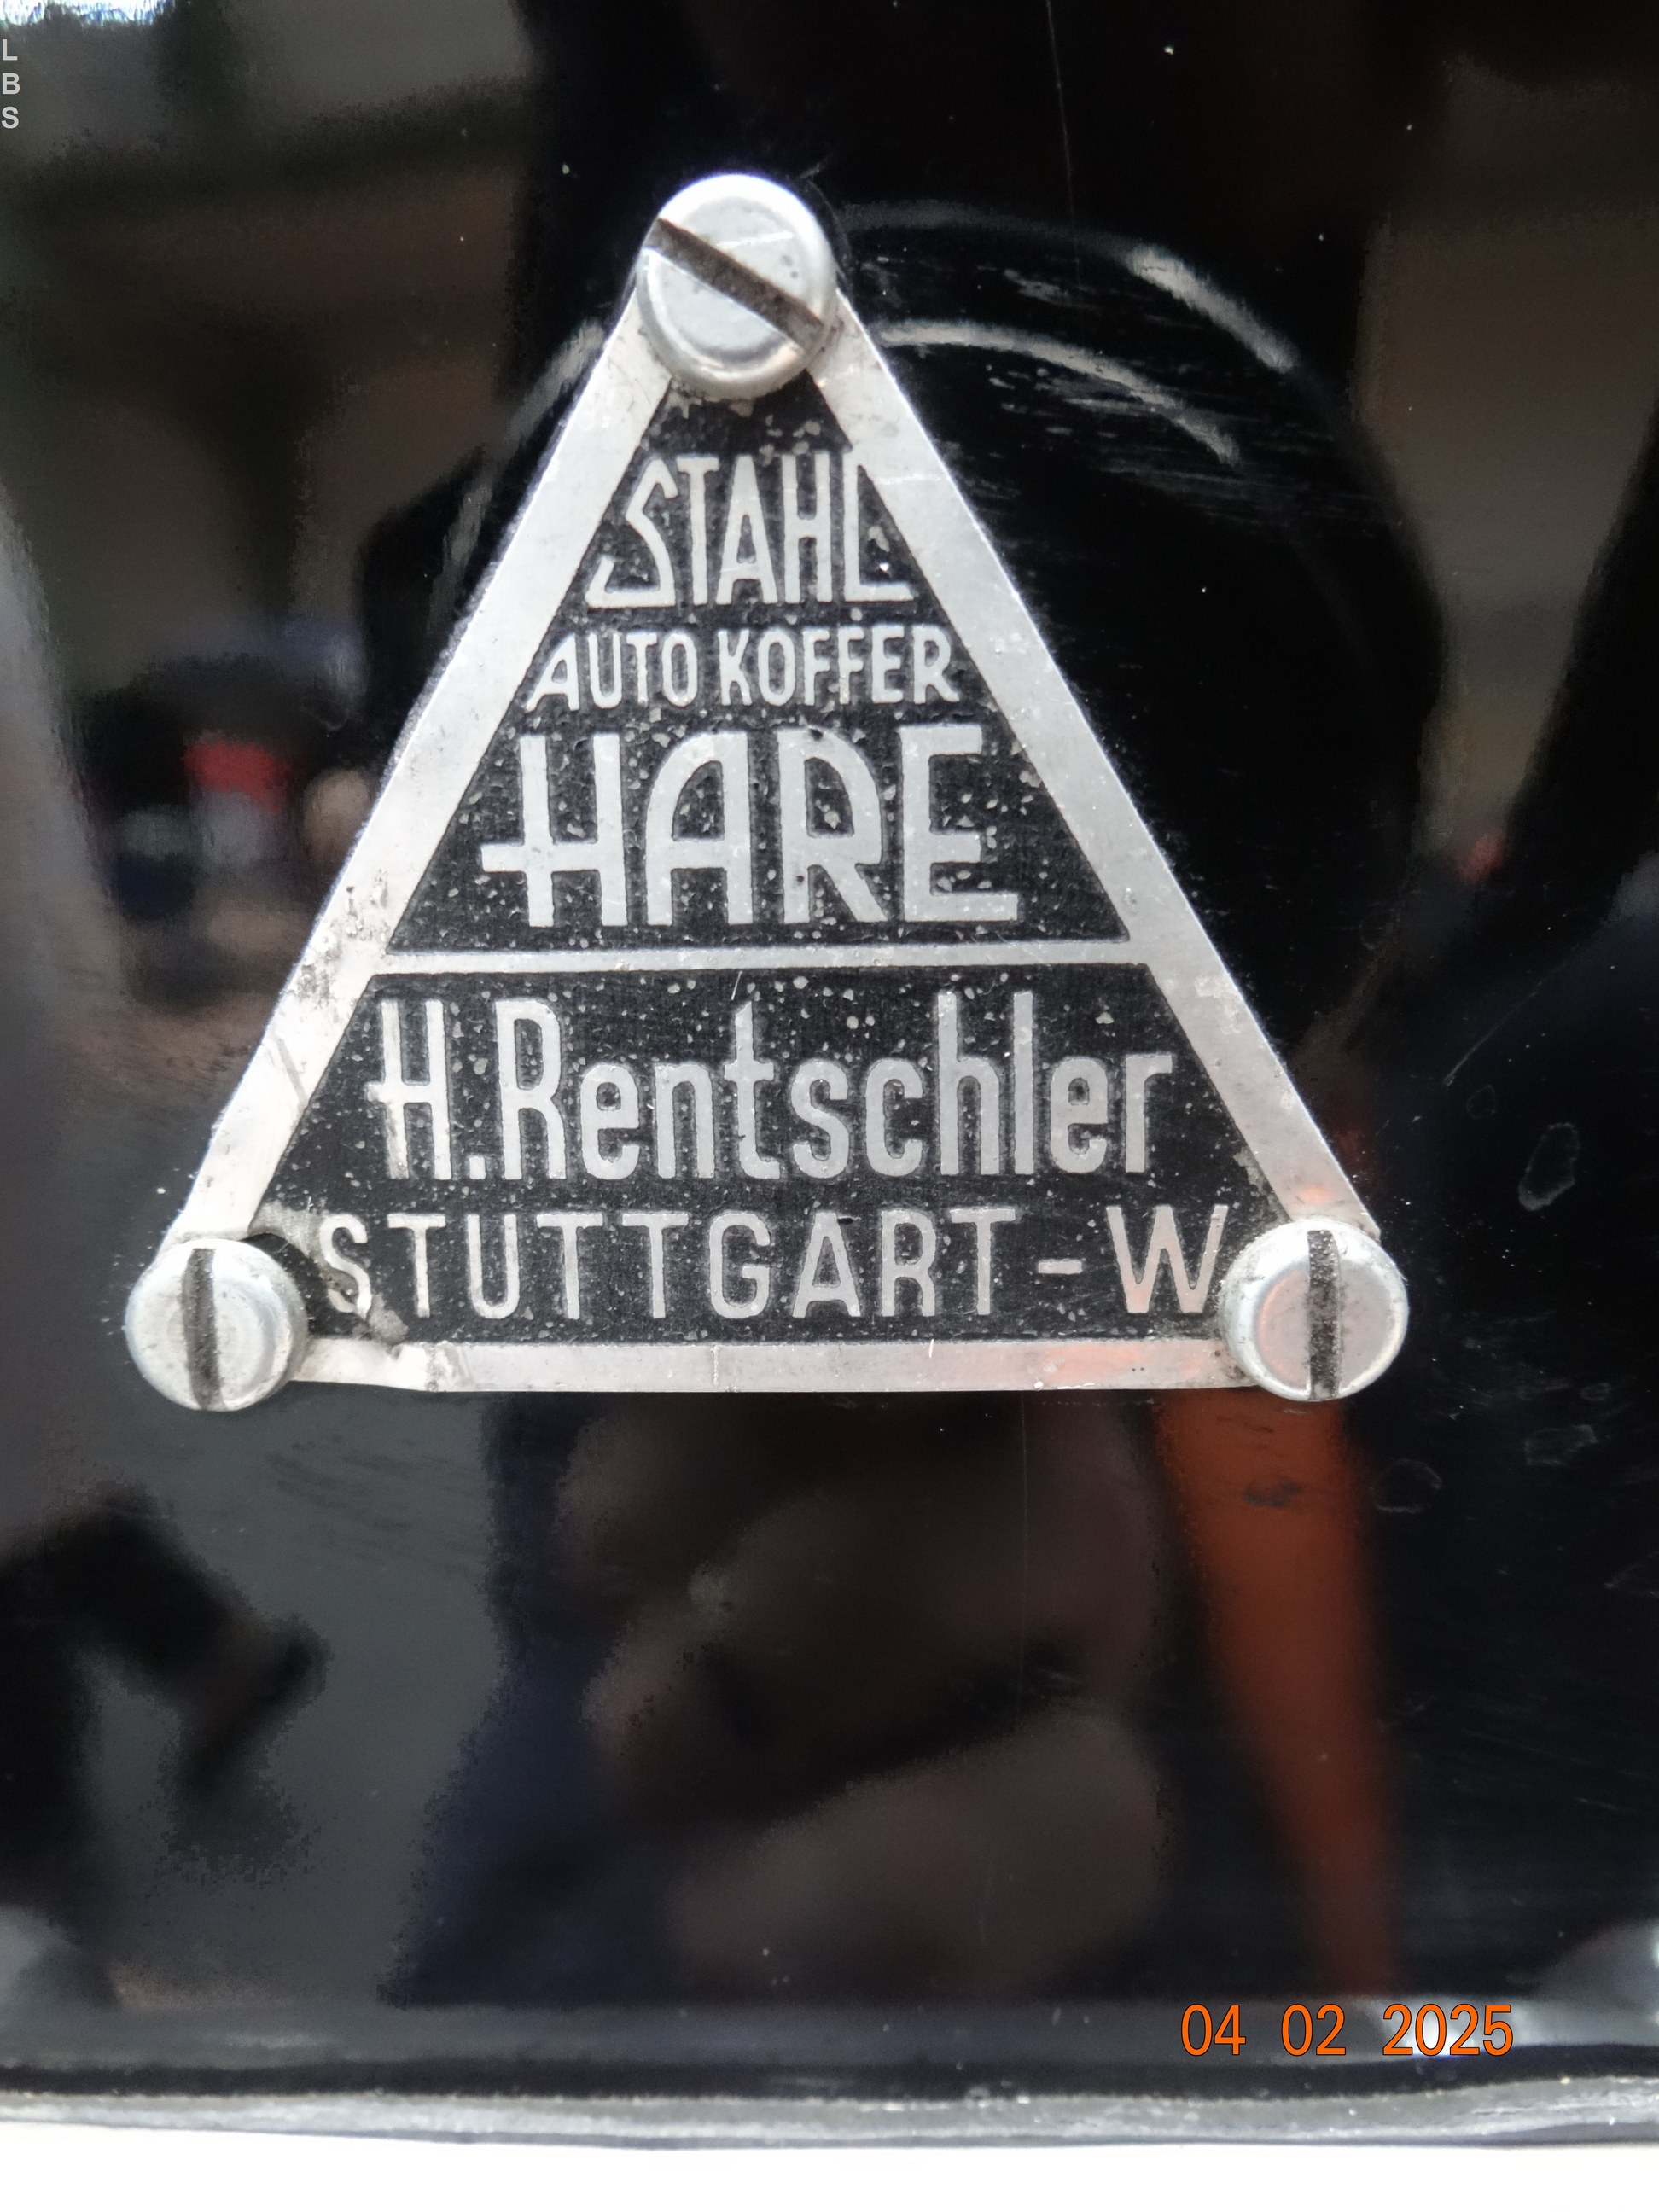 L
B
S
STAHL
AUTO KOFFER
HARE
H.Rentschler
STUTTGART - W
04 02 2025